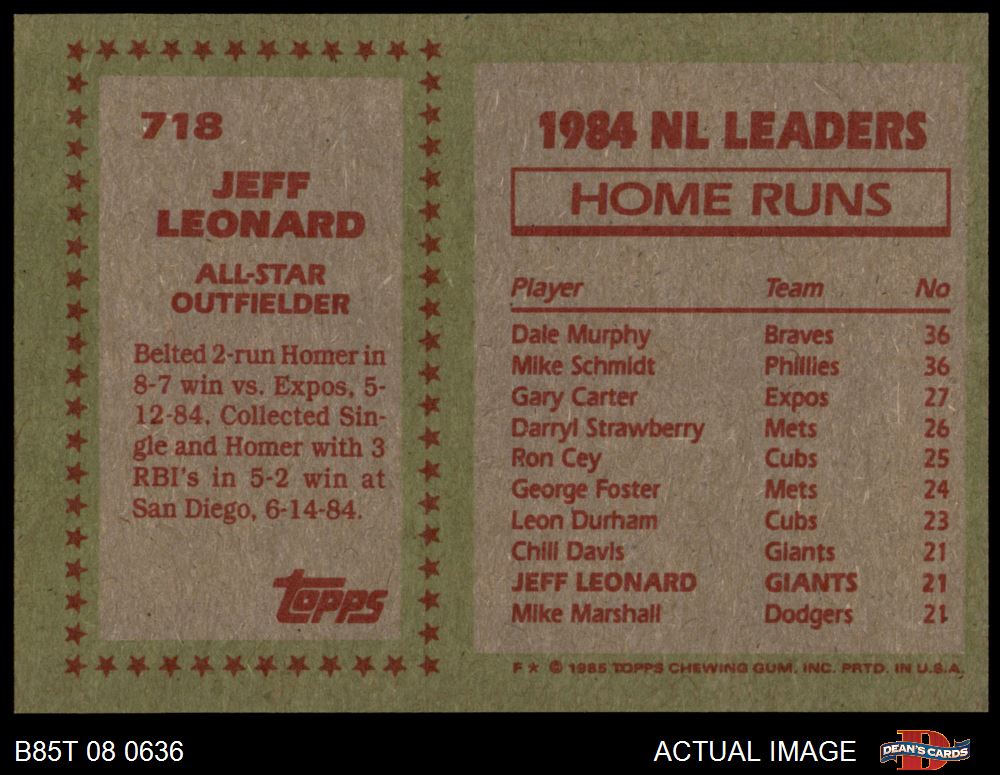 718
JEFF
LEONARD
ALL-STAR
OUTFIELDER
Belted 2-run Homer in
8-7 win vs. Expos, 5-
12-84. Collected Sin-
gle and Homer with 3
RBI's in 5-2 win at
San Diego, 6-14-84.
topps
1984 NL LEADERS
HOME RUNS
Player Team No
Dale Murphy Braves 36
Mike Schmidt Phillies 36
Gary Carter Expos 27
Darryl Strawberry Mets 26
Ron Cey Cubs 25
George Foster Mets 24
Leon Durham Cubs 23
Chili Davis Giants 21
JEFF LEONARD GIANTS 21
Mike Marshall Dodgers 21
F ★ © 1985 TOPPS CHEWING GUM, INC. PRTD. IN U.S.A.
B85T 08 0636
ACTUAL IMAGE
D
DEAN'S CARDS